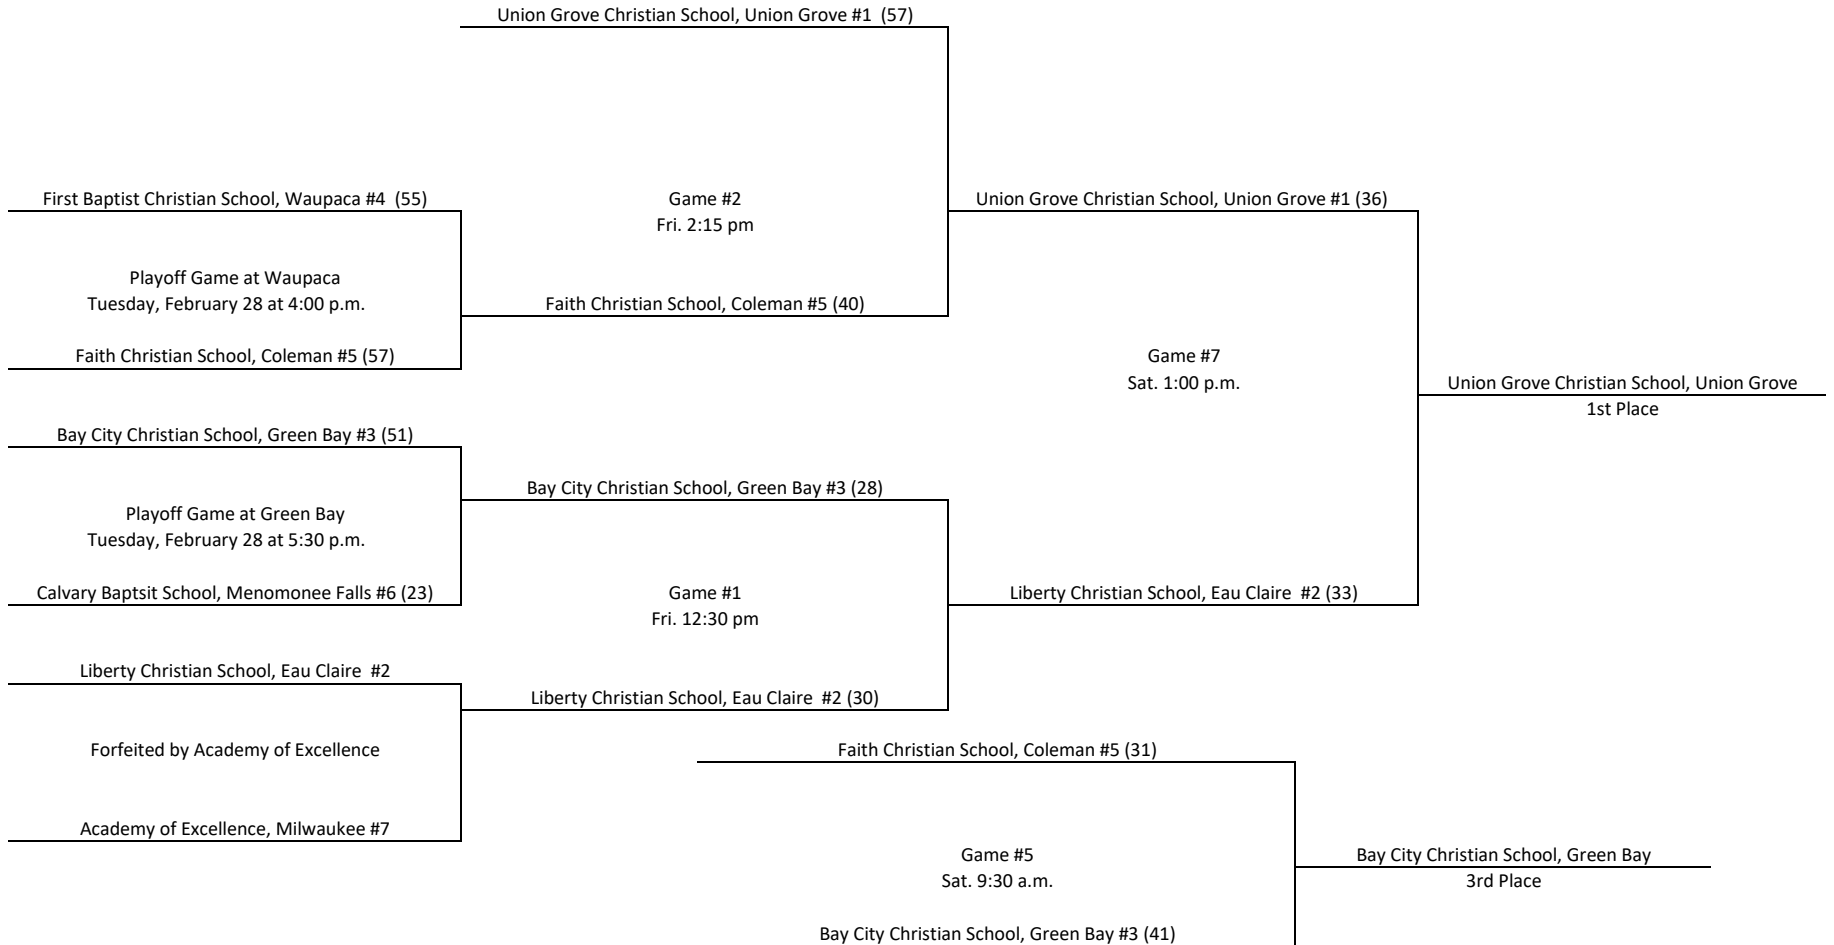 Union Grove Christian School, Union Grove #1  (57)
First Baptist Christian School, Waupaca #4  (55)
Game #2
Fri. 2:15 pm
Union Grove Christian School, Union Grove #1 (36)
Playoff Game at Waupaca
Tuesday, February 28 at 4:00 p.m.
Faith Christian School, Coleman #5 (40)
Faith Christian School, Coleman #5 (57)
Game #7
Sat. 1:00 p.m.
Union Grove Christian School, Union Grove
1st Place
Bay City Christian School, Green Bay #3 (51)
Bay City Christian School, Green Bay #3 (28)
Playoff Game at Green Bay
Tuesday, February 28 at 5:30 p.m.
Calvary Baptsit School, Menomonee Falls #6 (23)
Game #1
Fri. 12:30 pm
Liberty Christian School, Eau Claire  #2 (33)
Liberty Christian School, Eau Claire  #2
Liberty Christian School, Eau Claire  #2 (30)
Forfeited by Academy of Excellence
Faith Christian School, Coleman #5 (31)
Academy of Excellence, Milwaukee #7
Game #5
Sat. 9:30 a.m.
Bay City Christian School, Green Bay
3rd Place
Bay City Christian School, Green Bay #3 (41)